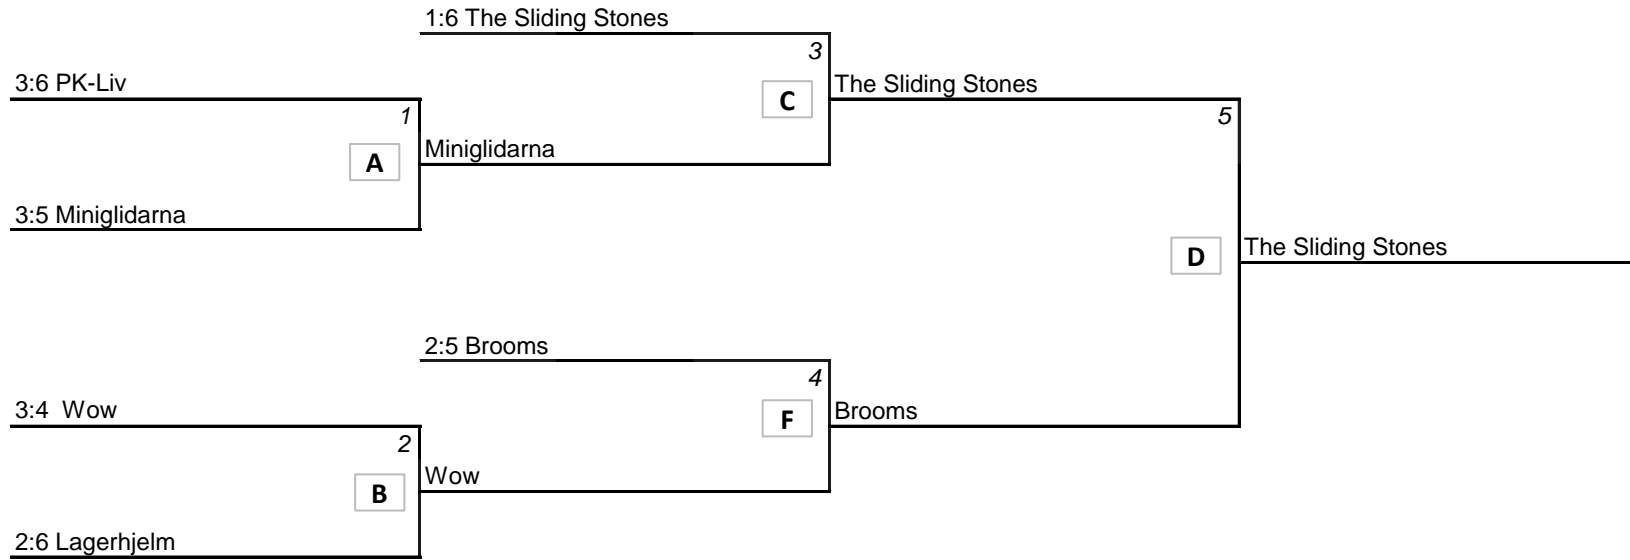 1:6 The Sliding Stones
3
3:6 PK-Liv
The Sliding Stones
C
1
5
Miniglidarna
A
3:5 Miniglidarna
D
The Sliding Stones
2:5 Brooms
4
3:4  Wow
F
Brooms
2
Wow
B
2:6 Lagerhjelm